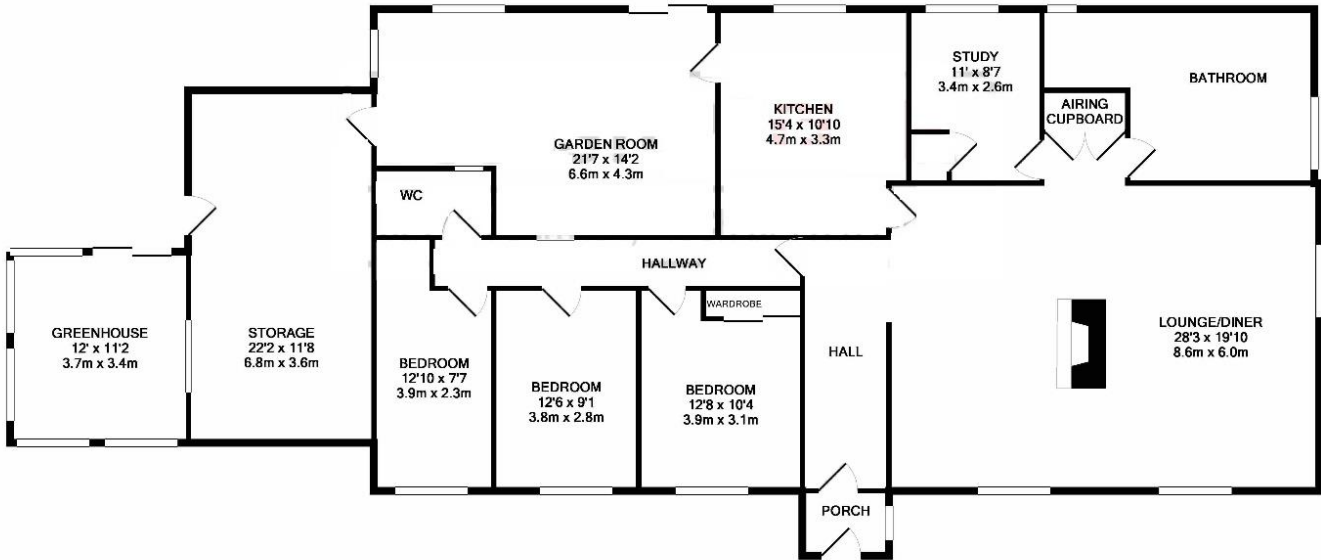 STUDY
11' x 8'7
3.4m x 2.6m
BATHROOM
AIRING
CUPBOARD
KITCHEN
15'4 x 10'10
4.7m x 3.3m
GARDEN ROOM
21'7 x 14'2
6.6m x 4.3m
WC
HALLWAY
WARDROBE
GREENHOUSE
12' x 11'2
3.7m x 3.4m
STORAGE
22'2 x 11'8
6.8m x 3.6m
BEDROOM
12'10 x 7'7
3.9m x 2.3m
BEDROOM
12'6 x 9'1
3.8m x 2.8m
BEDROOM
12'8 x 10'4
3.9m x 3.1m
HALL
LOUNGE/DINER
28'3 x 19'10
8.6m x 6.0m
PORCH